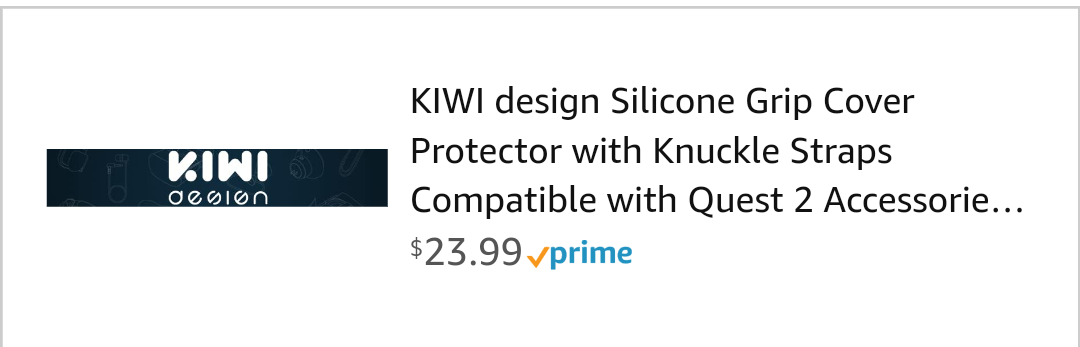 KIWI
design
KIWI design Silicone Grip Cover
Protector with Knuckle Straps
Compatible with Quest 2 Accessorie…
$23.99 prime